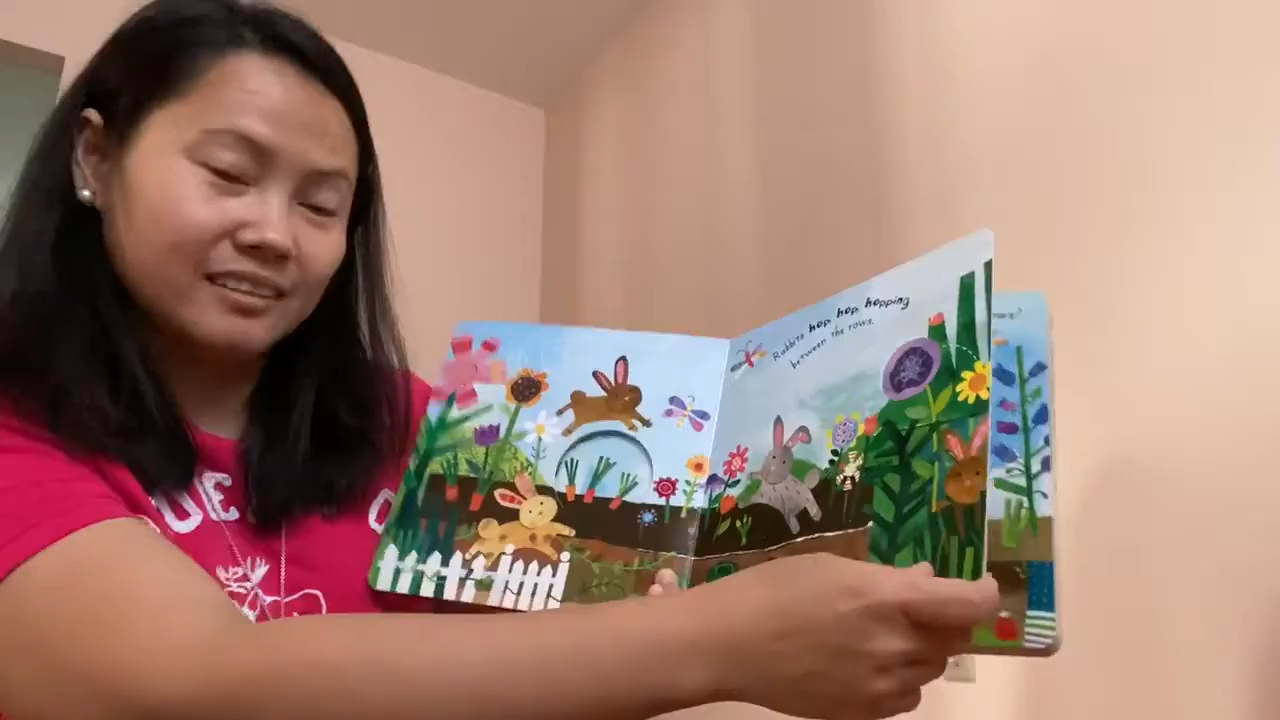 Rabbits hop, hop, hopping
between the rows.